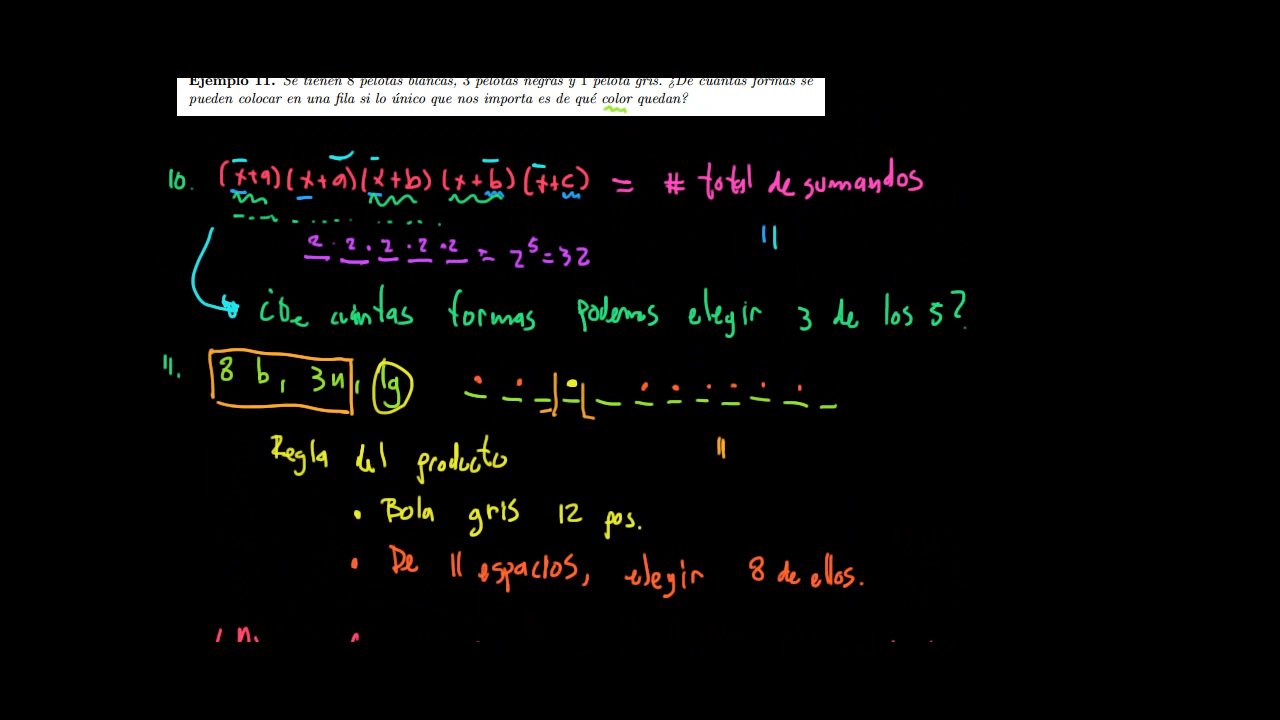 Ejemplo 11. Se tienen 8 pelotas blancas, 3 pelotas negras y 1 pelota gris. ¿De cuántas formas se
pueden colocar en una fila si lo único que nos importa es de qué color quedan?
10. (x+a)(x+a)(x+b)(x+b)(x+c) = # total de sumandos
2 · 2 · 2 · 2 · 2 = 2^5 = 32
¿De cuántas formas podemos elegir 3 de los 5?
11. 8 b, 3n, 1g
Regla del producto
11
• Bola gris 12 pos.
• De 11 espacios, elegir 8 de ellos.